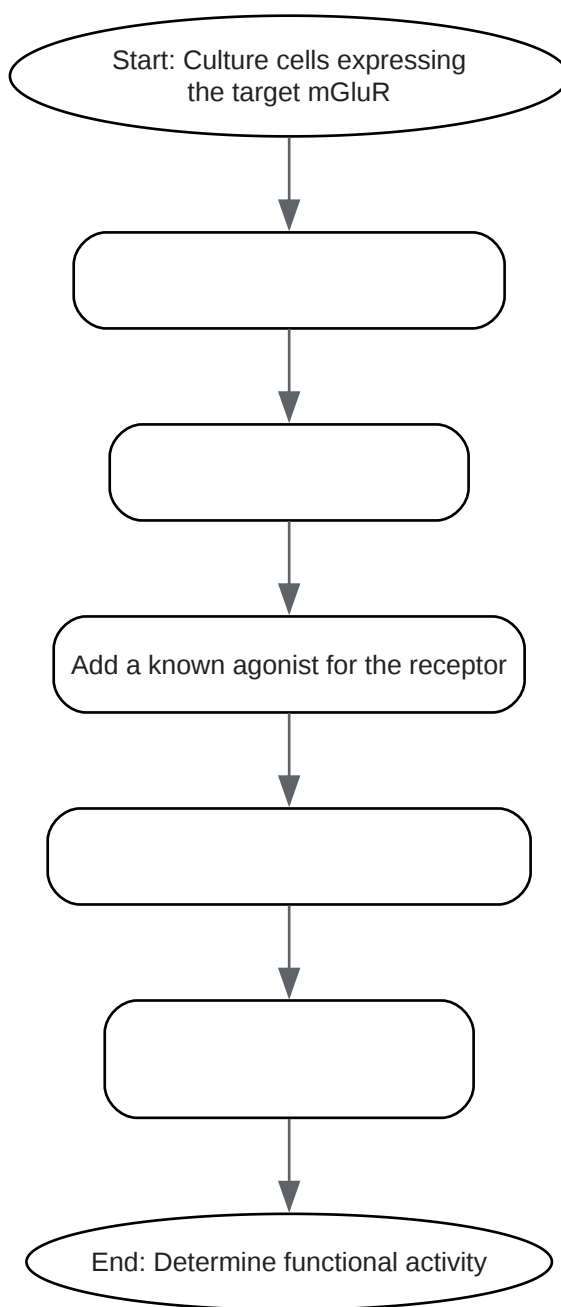 Start: Culture cells expressing
the target mGluR
Add a known agonist for the receptor
End: Determine functional activity